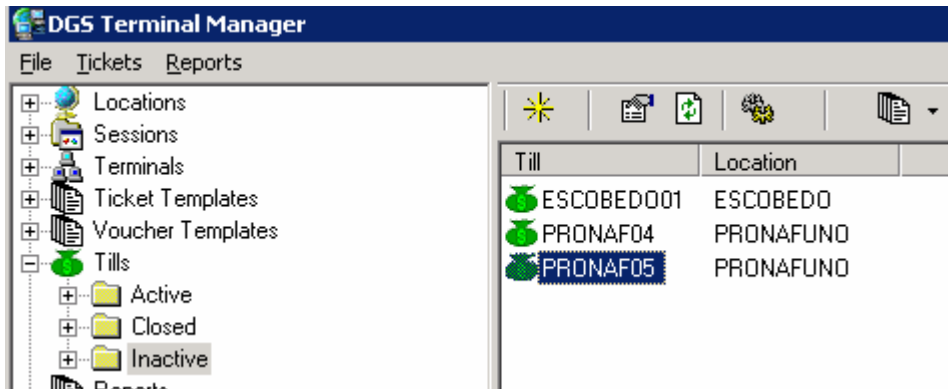 DGS Terminal Manager
File Tickets Reports
Locations
Sessions
Terminals
Ticket Templates
Voucher Templates
Tills
Active
Closed
Inactive
Reports
Till Location
ESCOBEDO01 ESCOBEDO
PRONAF04 PRONAFUNO
PRONAF05 PRONAFUNO